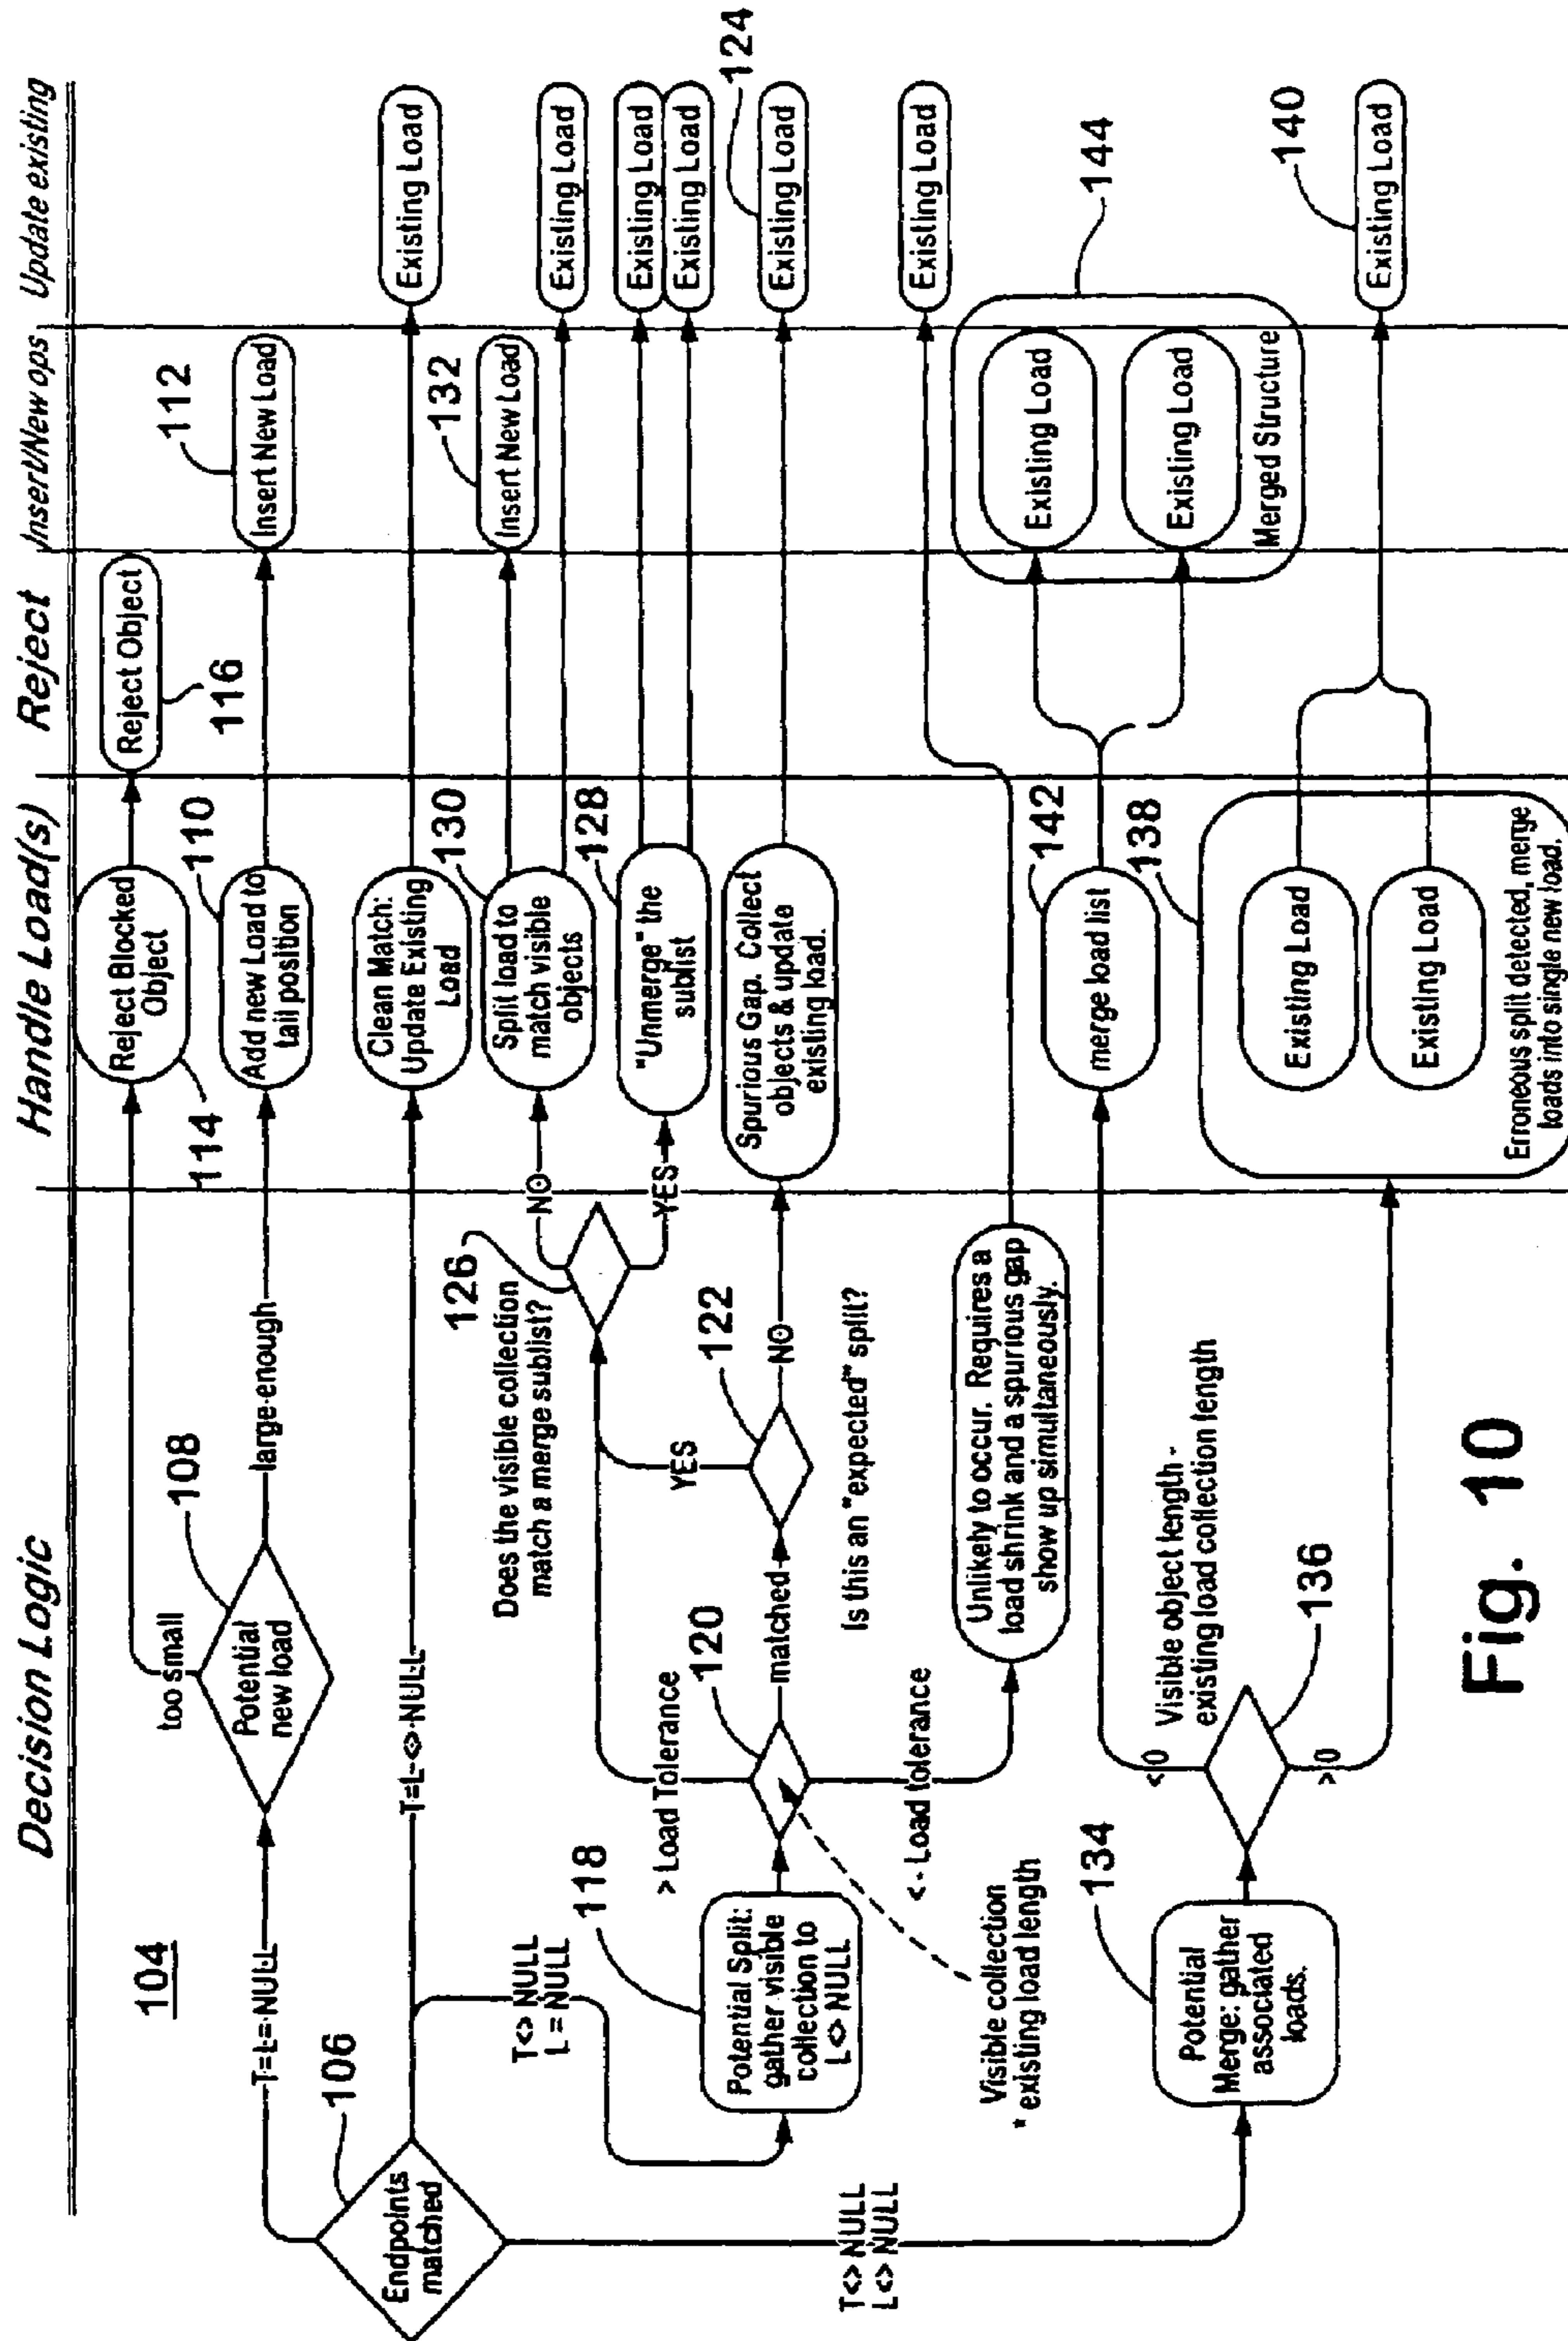 Decision Logic
Handle Load(s)
Reject
Insert/New ops
Update existing
104
106
Endpoints
matched
T=L=NULL
108
Potential
new load
too small
large enough
114
Reject Blocked
Object
Reject Object
116
110
Add new Load to
tail position
Insert New Load
112
T=L<>NULL
Clean Match:
Update Existing
Load
Existing Load
T<> NULL
L = NULL
118
Potential Split:
gather visible
collection to
L<> NULL
120
> Load Tolerance
matched
< - Load tolerance
Visible collection
* existing load length
Does the visible collection
match a merge sublist?
126
NO
YES
122
YES
NO
Is this an "expected" split?
130
Split load to
match visible
objects
Insert New Load
132
Existing Load
128
"Unmerge" the
sublist
Existing Load
Existing Load
Spurious Gap. Collect
objects & update
existing load.
Existing Load
124
Unlikely to occur. Requires a
load shrink and a spurious gap
show up simultaneously.
Existing Load
T<> NULL
L<> NULL
134
Potential
Merge: gather
associated
loads.
136
<0
>0
Visible object length -
existing load collection length
142
merge load list
Existing Load
Existing Load
Merged Structure
144
138
Existing Load
Existing Load
Erroneous split detected, merge
loads into single new load.
Existing Load
140
Fig. 10